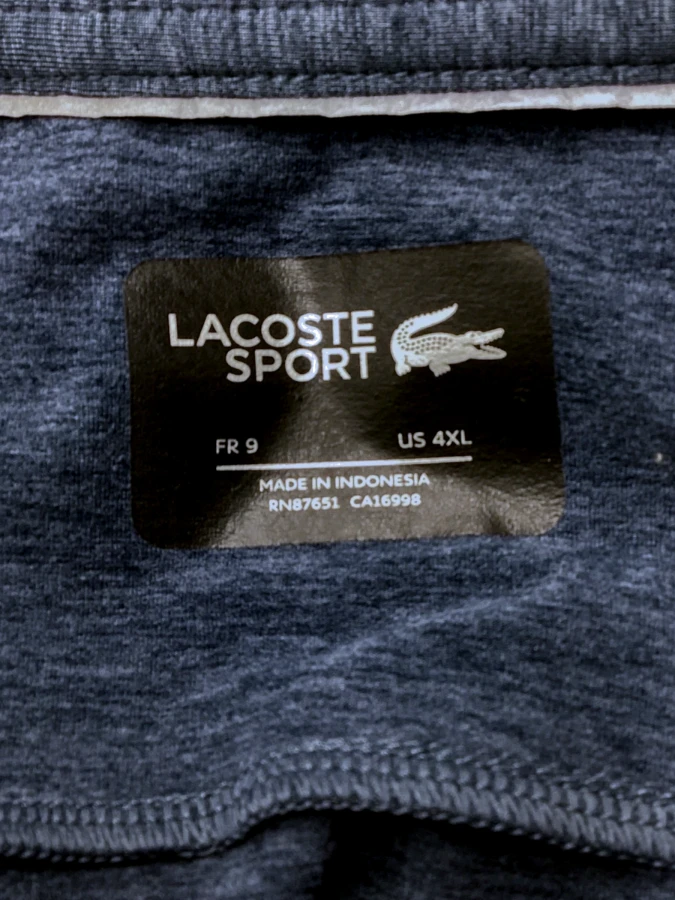 LACOSTE
SPORT
FR 9 US 4XL
MADE IN INDONESIA
RN87651 CA16998